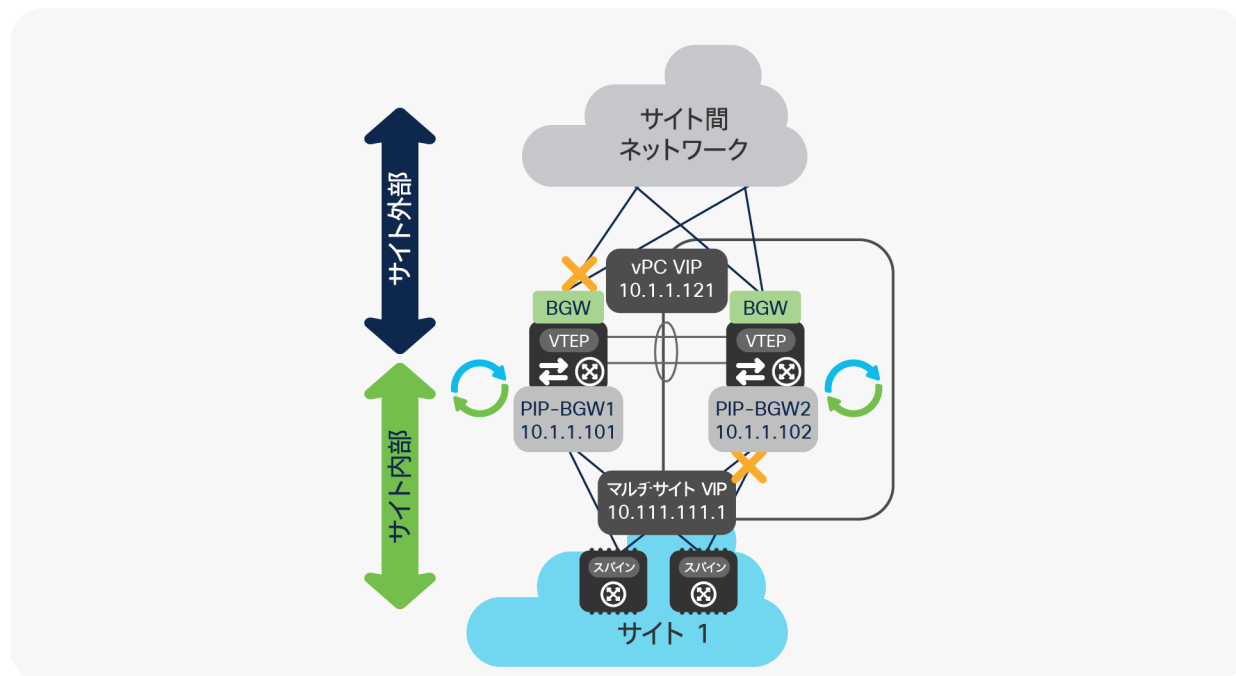 サイト間
ネットワーク
サイト外部
vPC VIP
10.1.1.121
BGW
BGW
VTEP
VTEP
PIP-BGW1
10.1.1.101
PIP-BGW2
10.1.1.102
サイト内部
マルチサイト VIP
10.111.111.1
スパイン
スパイン
サイト 1